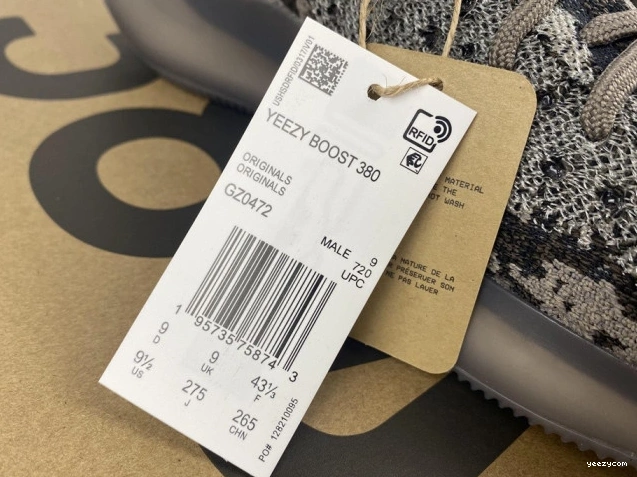 USHSDRFID0317IV01
YEEZY BOOST 380
RFID
ORIGINALS
ORIGINALS
GZ0472
MALE 9
720
UPC
1 95735 75874 3
9 D
9 UK
43⅓ F
9½ US
275 J
265 CHN
PO# 128210095
MATERIAL
THE
WASH
NATURE DE LA
PRÉSERVER SON
PAS LAVER
yeezycom